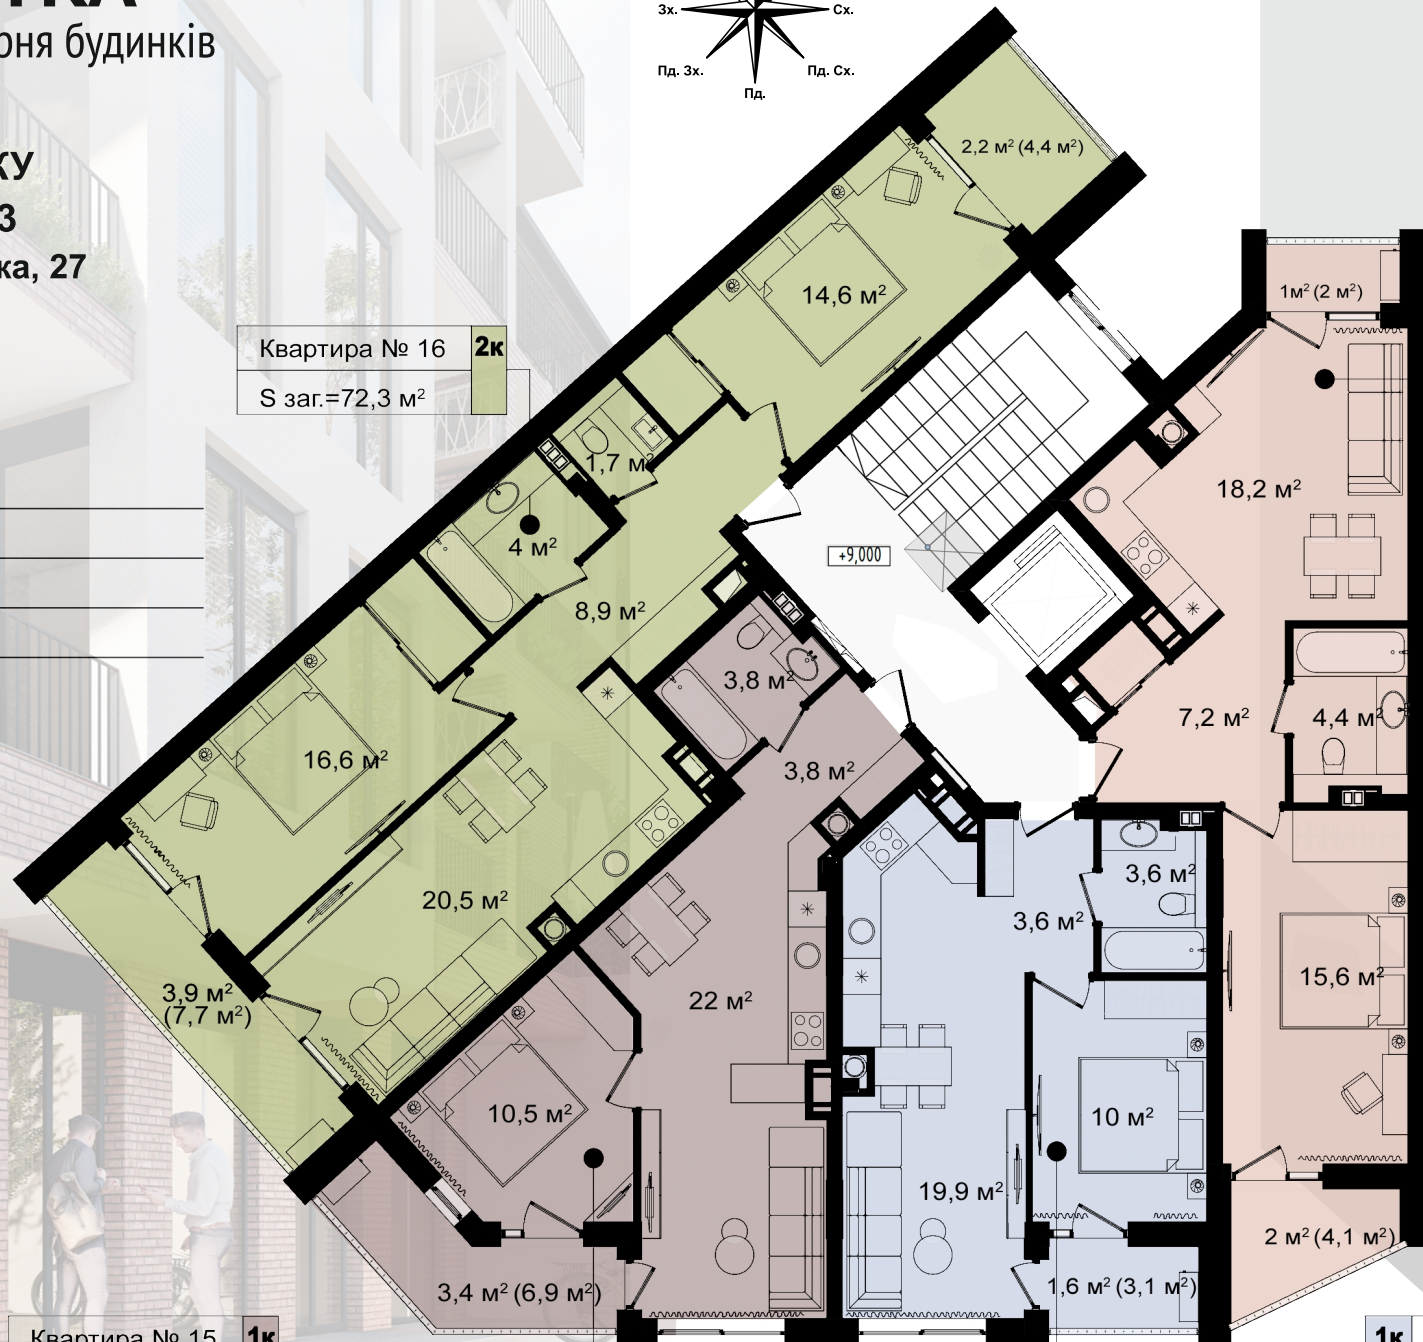 рня будинків
Зх.
Сх.
Пд. Зх.
Пд. Сх.
Пд.
КУ
3
ка, 27
Квартира № 16 2к
S заг.=72,3 м²
2,2 м² (4,4 м²)
14,6 м²
1,7 м²
4 м²
8,9 м²
16,6 м²
20,5 м²
3,9 м²
(7,7 м²)
+9,000
3,8 м²
3,8 м²
22 м²
10,5 м²
3,4 м² (6,9 м²)
3,6 м²
3,6 м²
19,9 м²
10 м²
1,6 м² (3,1 м²)
1м² (2 м²)
18,2 м²
7,2 м²
4,4 м²
15,6 м²
2 м² (4,1 м²)
Квартира № 15 1к
1к